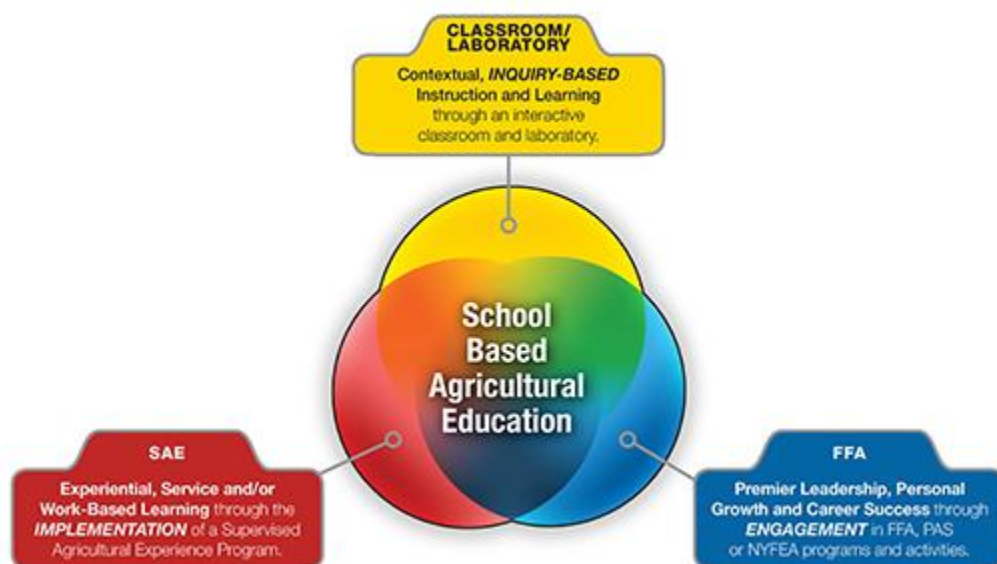 CLASSROOM/
LABORATORY
Contextual, INQUIRY-BASED
Instruction and Learning
through an interactive
classroom and laboratory.
School
Based
Agricultural
Education
SAE
Experiential, Service and/or
Work-Based Learning through the
IMPLEMENTATION of a Supervised
Agricultural Experience Program.
FFA
Premier Leadership, Personal
Growth and Career Success through
ENGAGEMENT in FFA, PAS
or NYFEA programs and activities.